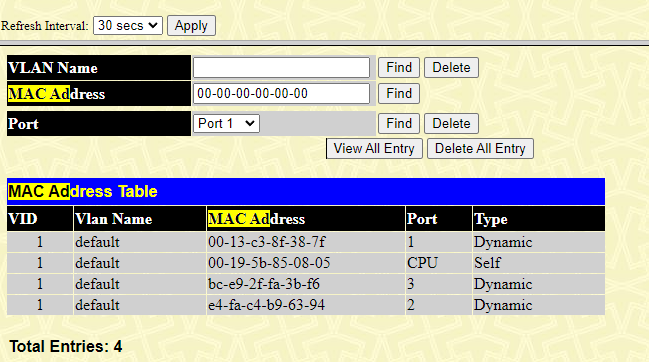 Refresh Interval: 30 secs Apply
VLAN Name Find Delete
MAC Address 00-00-00-00-00-00 Find
Port Port 1 Find Delete
View All Entry Delete All Entry
MAC Address Table
VID Vlan Name MAC Address Port Type
1 default 00-13-c3-8f-38-7f 1 Dynamic
1 default 00-19-5b-85-08-05 CPU Self
1 default bc-e9-2f-fa-3b-f6 3 Dynamic
1 default e4-fa-c4-b9-63-94 2 Dynamic
Total Entries: 4